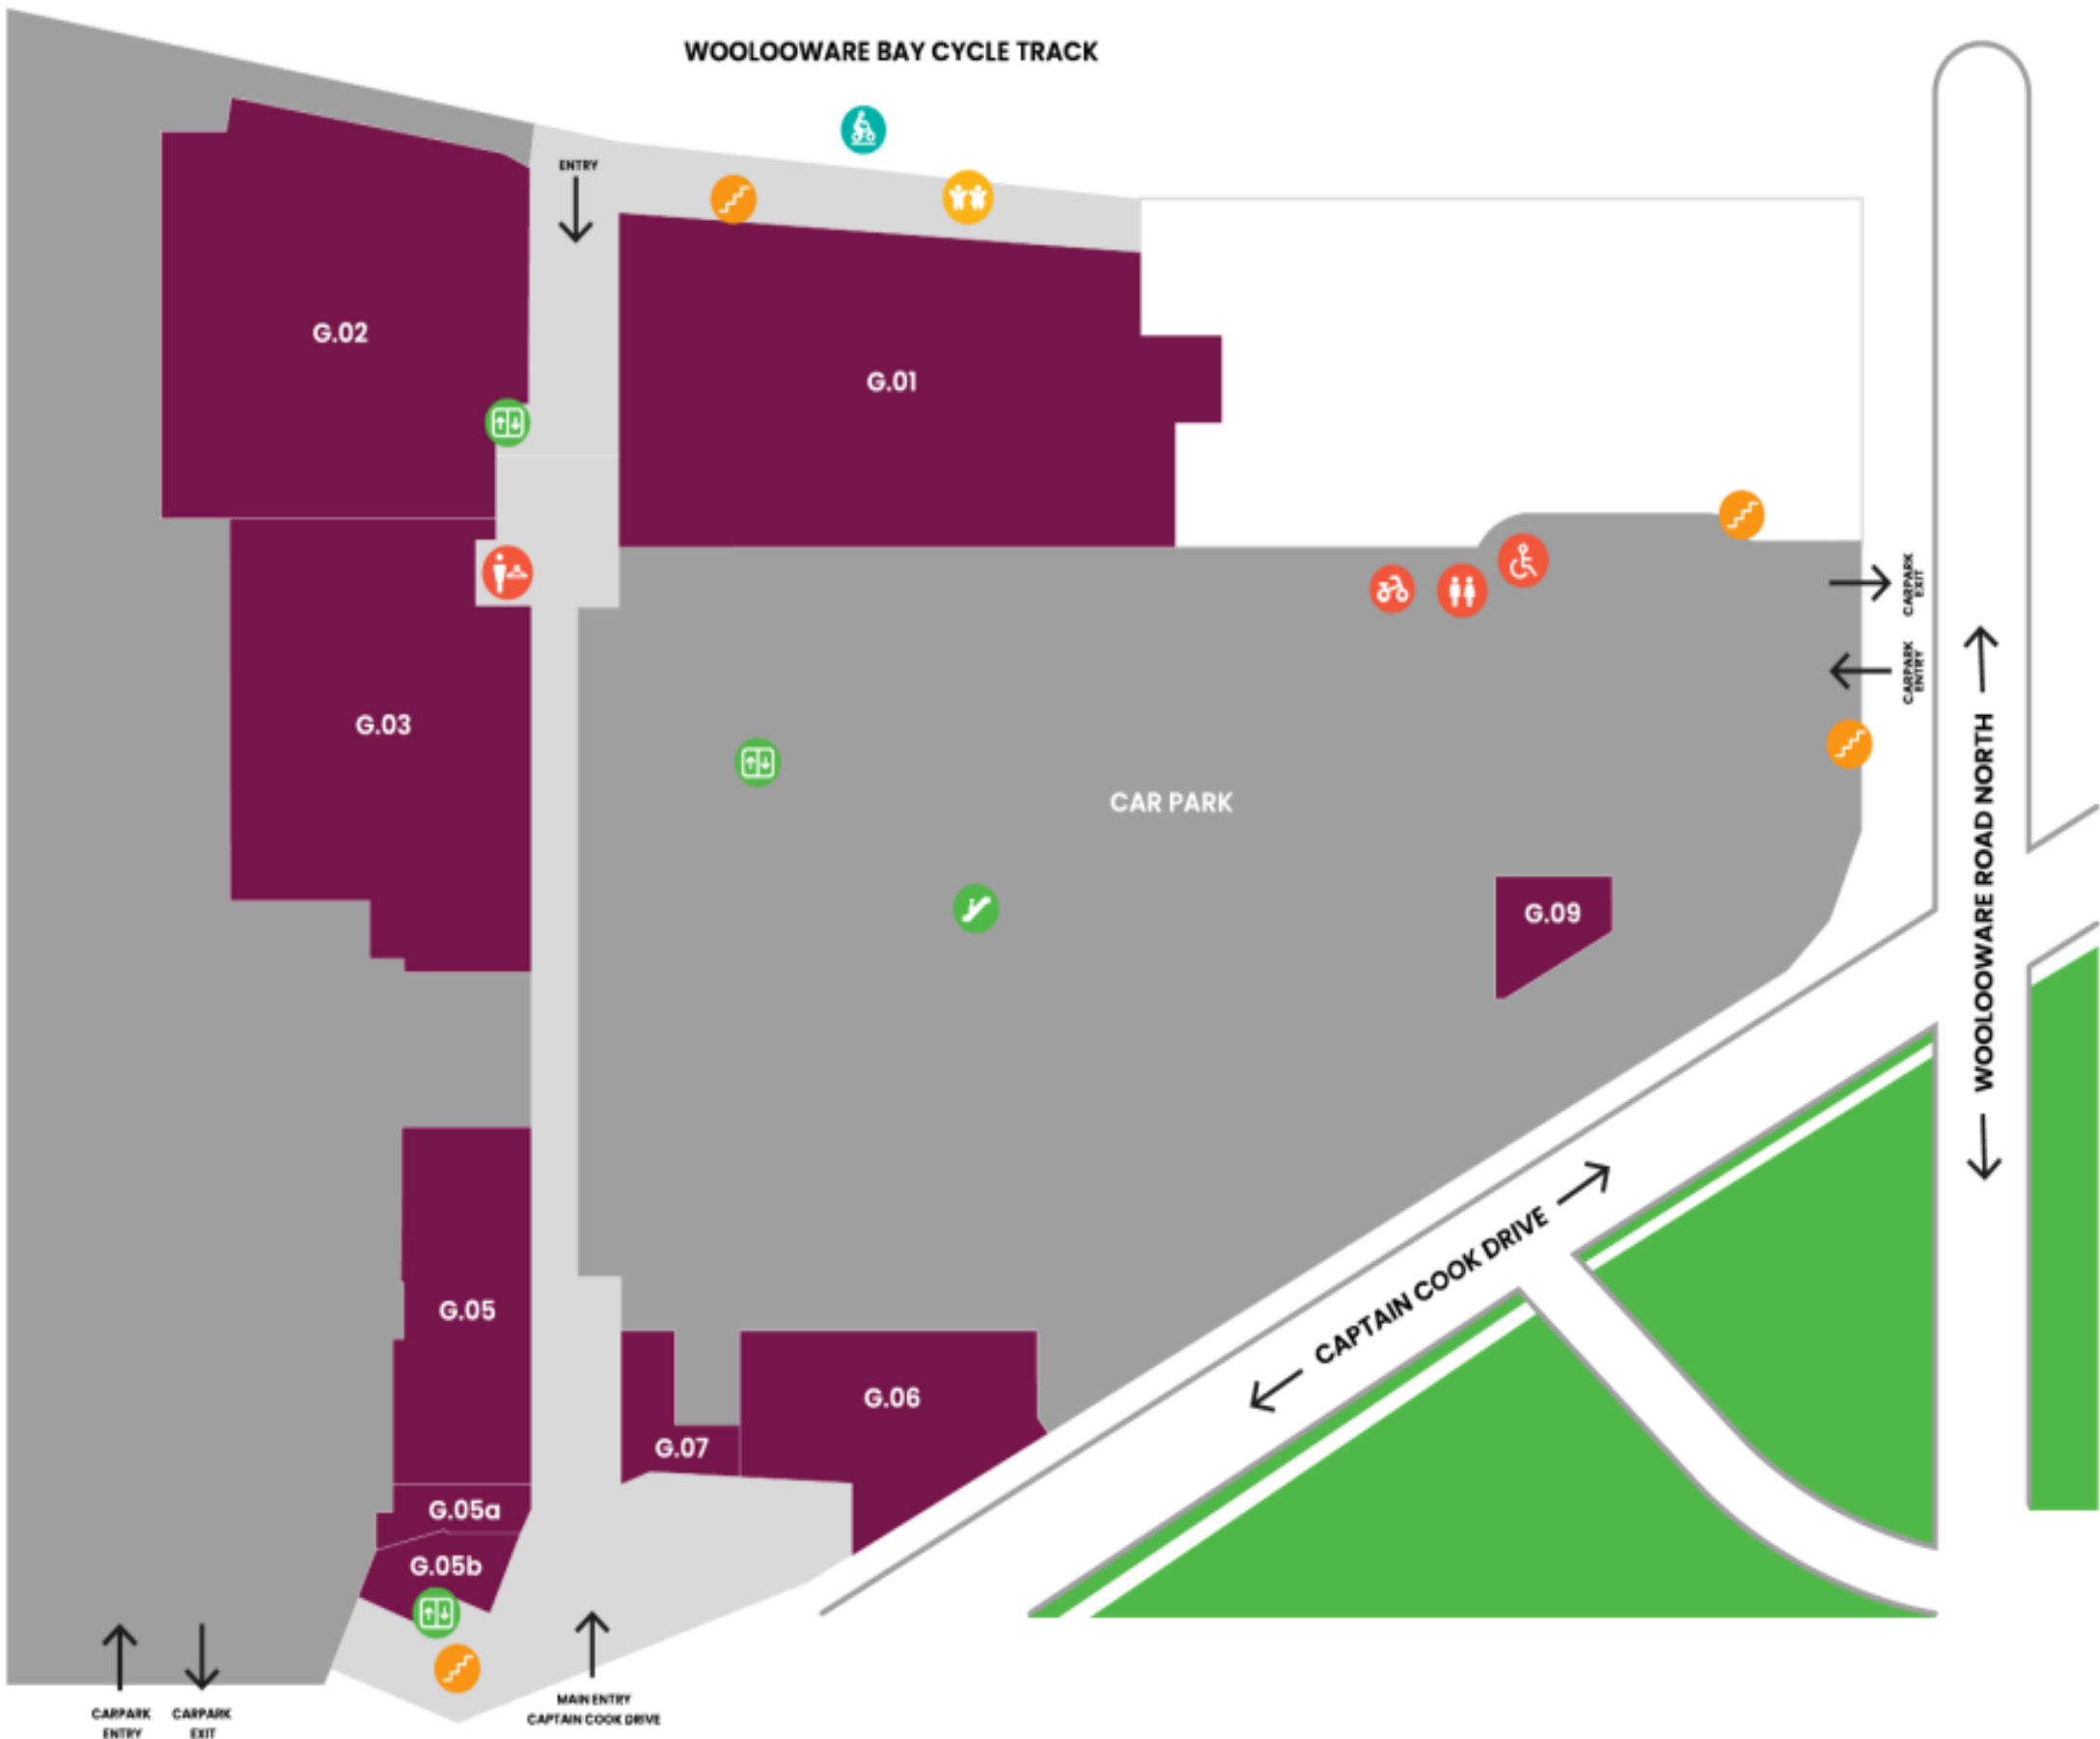 WOOLOOWARE BAY CYCLE TRACK
ENTRY
G.02
G.01
CARPARK
EXIT
CARPARK
ENTRY
G.03
WOOLOOWARE ROAD NORTH
CAR PARK
G.09
CAPTAIN COOK DRIVE
G.05
G.06
G.07
G.05a
G.05b
MAIN ENTRY
CAPTAIN COOK DRIVE
CARPARK
ENTRY
CARPARK
EXIT